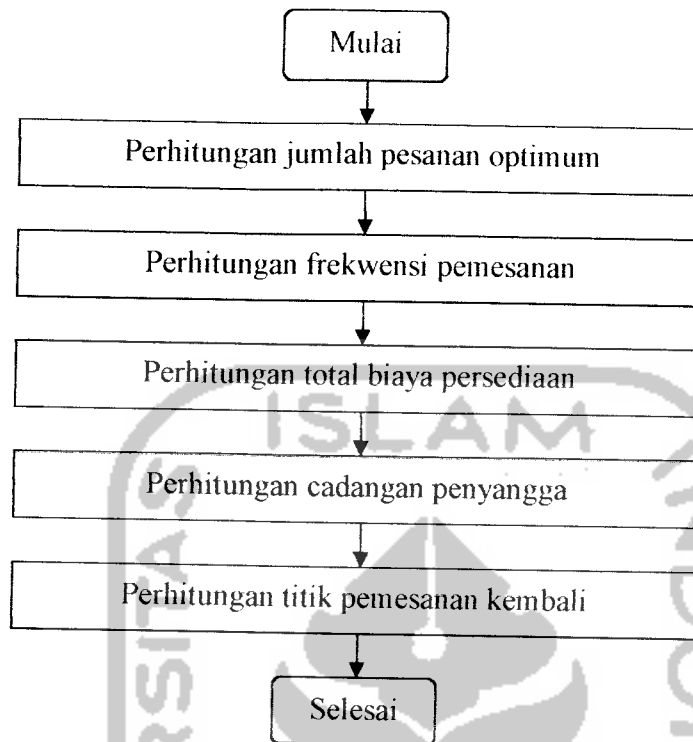 Mulai
Perhitungan jumlah pesanan optimum
Perhitungan frekwensi pemesanan
Perhitungan total biaya persediaan
ISLAM
Perhitungan cadangan penyangga
Perhitungan titik pemesanan kembali
Selesai